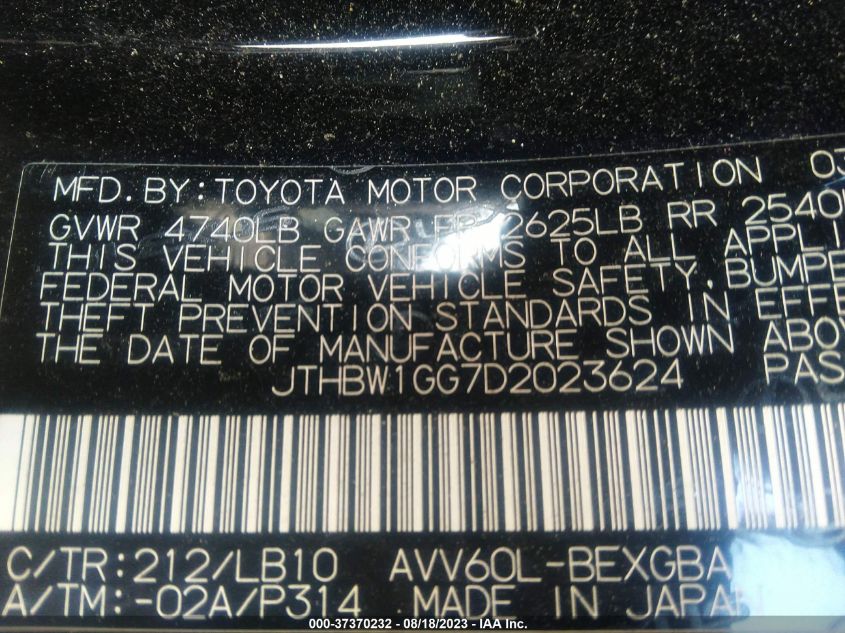 MFD. BY: TOYOTA MOTOR CORPORATION 03
GVWR 4740LB GAWR FR 2625LB RR 2540
THIS VEHICLE CONFORMS TO ALL APPLI
FEDERAL MOTOR VEHICLE SAFETY, BUMPE
THEFT PREVENTION STANDARDS IN EFFE
THE DATE OF MANUFACTURE SHOWN ABOV
JTHBW1GG7D2023624 PAS
C/TR: 212/LB10 AVV60L-BEXGBA
A/TM: -02A/P314 MADE IN JAPAN
000-37370232 - 08/18/2023 - IAA Inc.